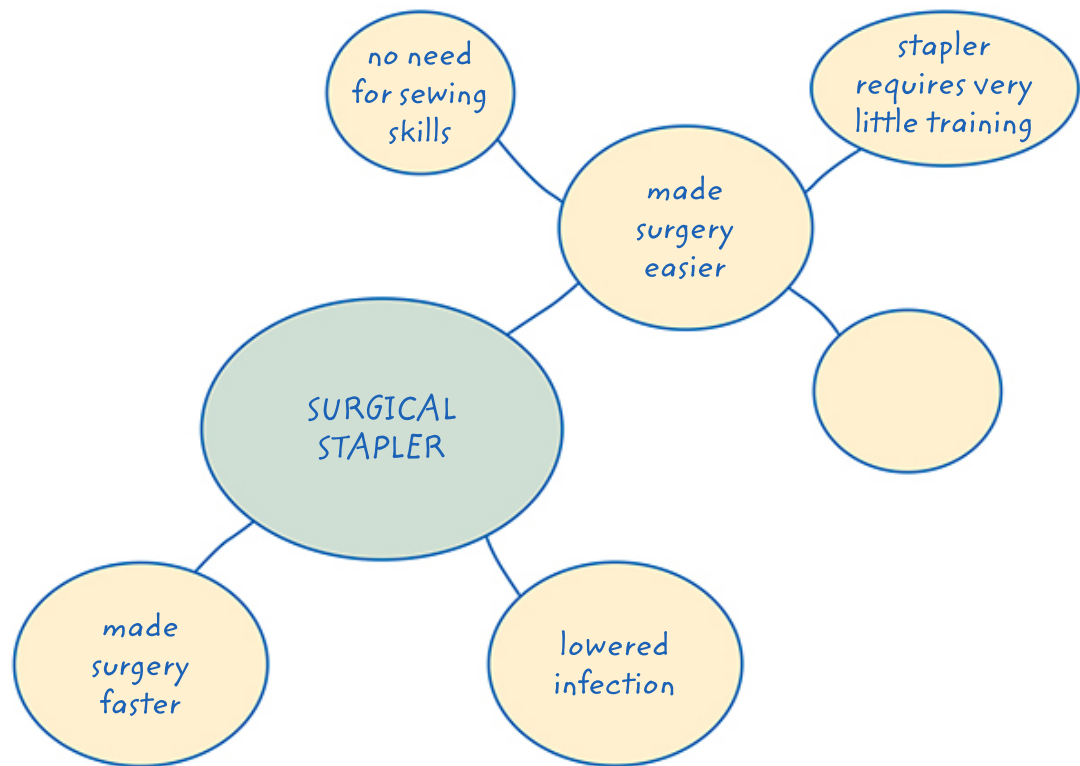 no need
for sewing
skills
stapler
requires very
little training
made
surgery
easier
SURGICAL
STAPLER
made
surgery
faster
lowered
infection